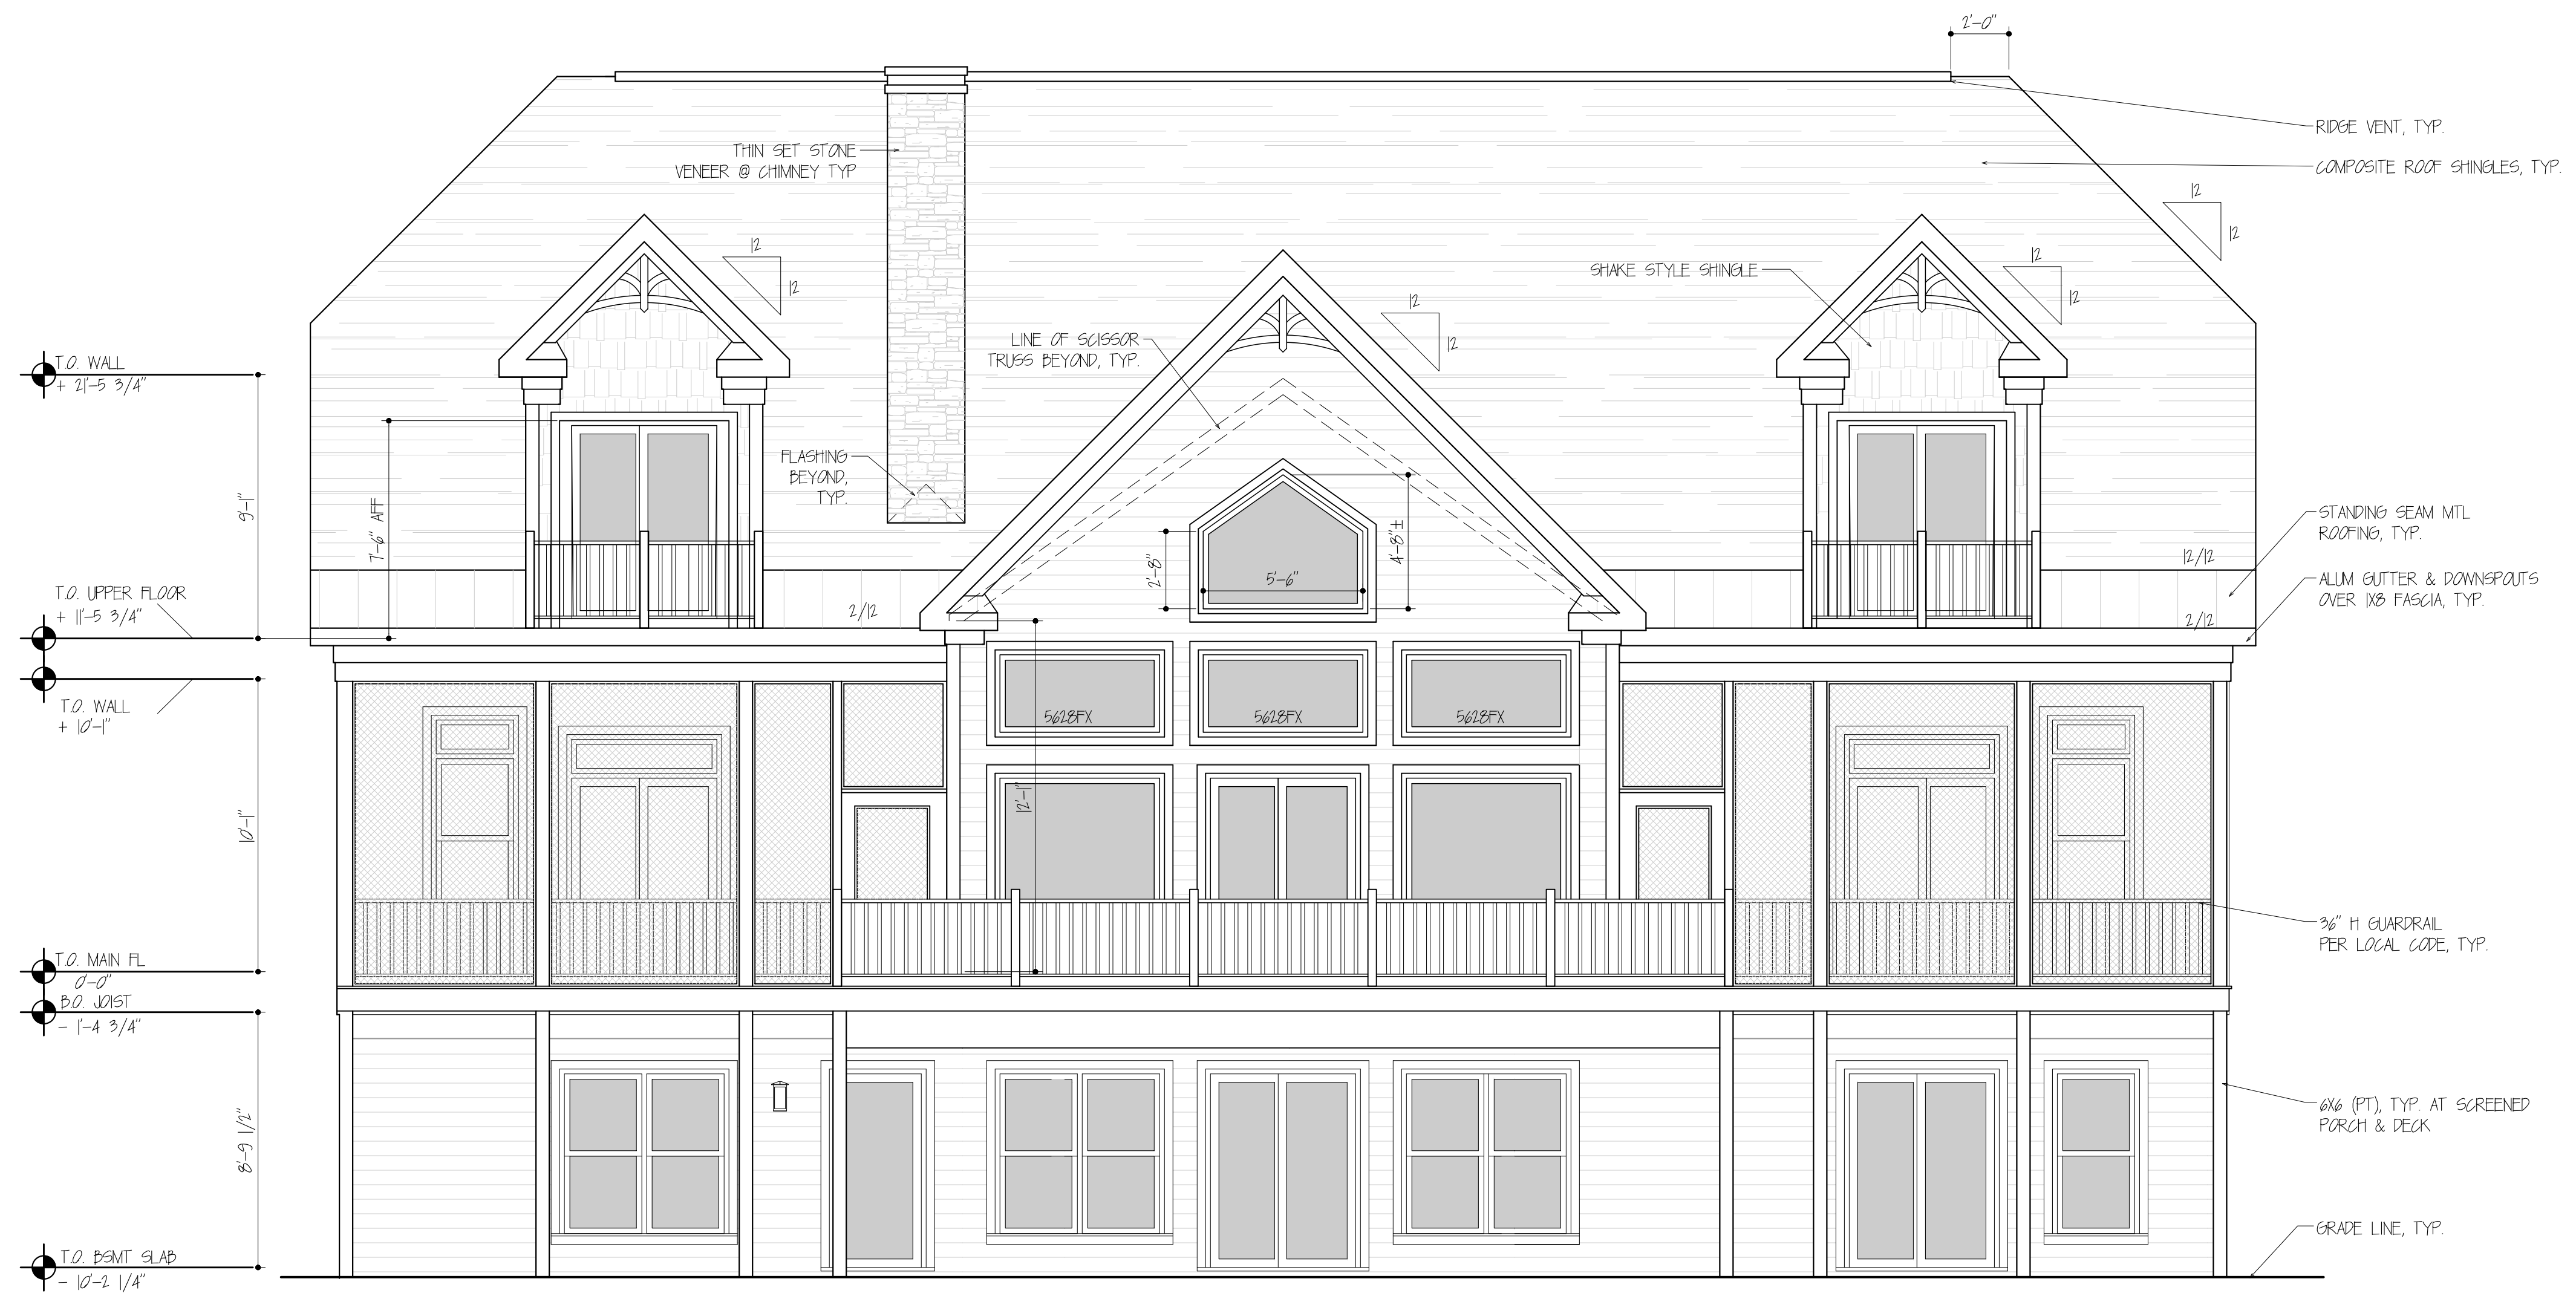 2'-0"
RIDGE VENT, TYP.
COMPOSITE ROOF SHINGLES, TYP.
THIN SET STONE
VENEER @ CHIMNEY TYP
12
12
12
12
SHAKE STYLE SHINGLE
12
12
12
12
LINE OF SCISSOR
TRUSS BEYOND, TYP.
T.O. WALL
+ 21'-5 3/4"
FLASHING
BEYOND,
TYP.
9'-1"
7'-6" AFF
2'-8"
5'-6"
4'-8"±
STANDING SEAM MTL
ROOFING, TYP.
12/12
ALUM GUTTER & DOWNSPOUTS
OVER 1X8 FASCIA, TYP.
2/12
2/12
T.O. UPPER FLOOR
+ 11'-5 3/4"
T.O. WALL
+ 10'-1"
5628FX
5628FX
5628FX
10'-1"
12'-1"
36" H GUARDRAIL
PER LOCAL CODE, TYP.
T.O. MAIN FL
0'-0"
B.O. JOIST
- 1'-4 3/4"
8'-9 1/2"
6X6 (PT), TYP. AT SCREENED
PORCH & DECK
GRADE LINE, TYP.
T.O. BSMT SLAB
- 10'-2 1/4"